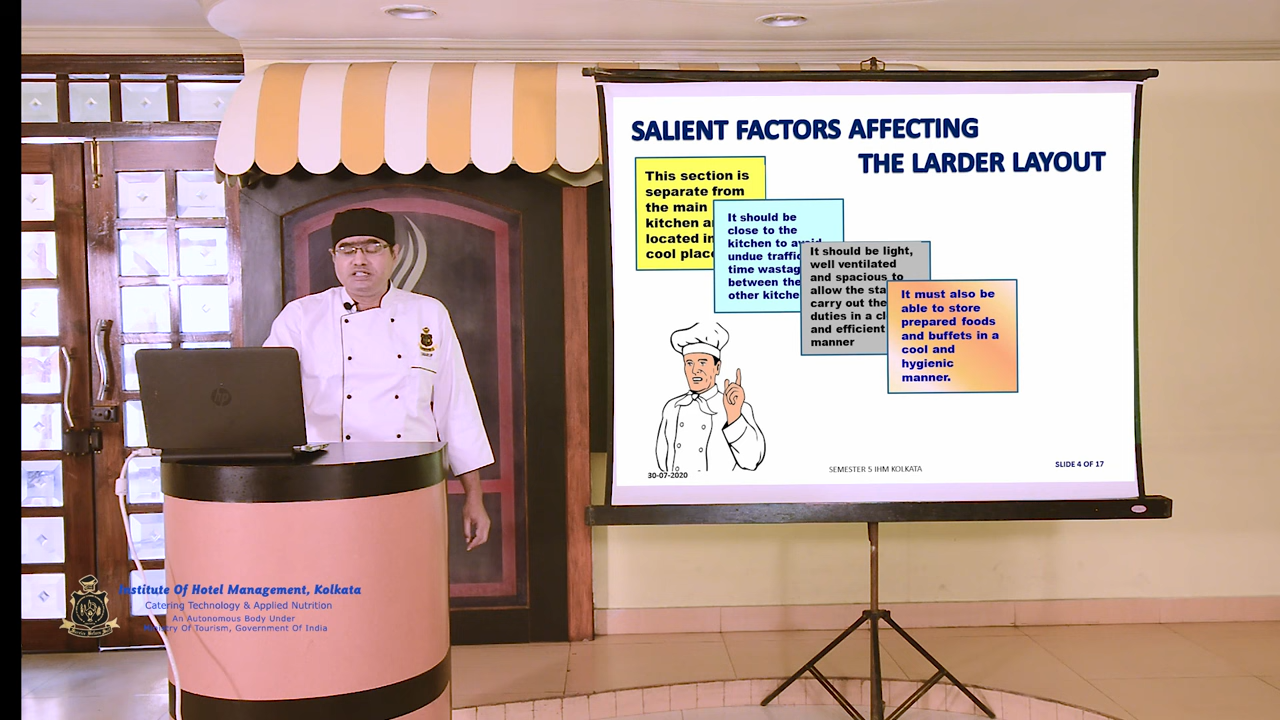 SALIENT FACTORS AFFECTING
THE LARDER LAYOUT
This section is
separate from
the main
kitchen
located in
cool
It should be
close to the
kitchen to avoid
undue
time
between the
other
It should be light,
well ventilated
and spacious to
allow the
carry out the
duties in a
and efficient
manner
It must also be
able to store
prepared foods
and buffets in a
cool and
hygienic
manner.
30-07-2020
SEMESTER 5 IHM KOLKATA
SLIDE 4 OF 17
hp
Institute Of Hotel Management, Kolkata
Catering Technology & Applied Nutrition
An Autonomous Body Under
Ministry Of Tourism, Government Of India